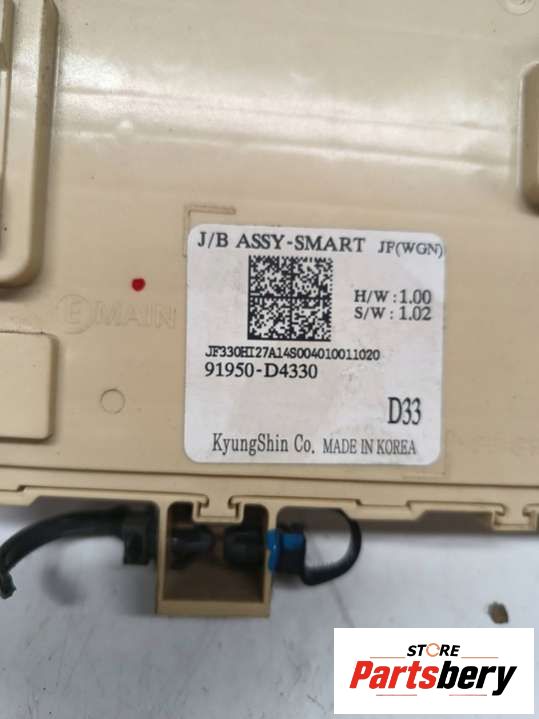 J/B ASSY-SMART JF(WGN)
H/W : 1.00
S/W : 1.02
E MAIN
JF330HI27A14S004010011020
91950-D4330
D33
KyungShin Co. MADE IN KOREA
STORE
Partsbery